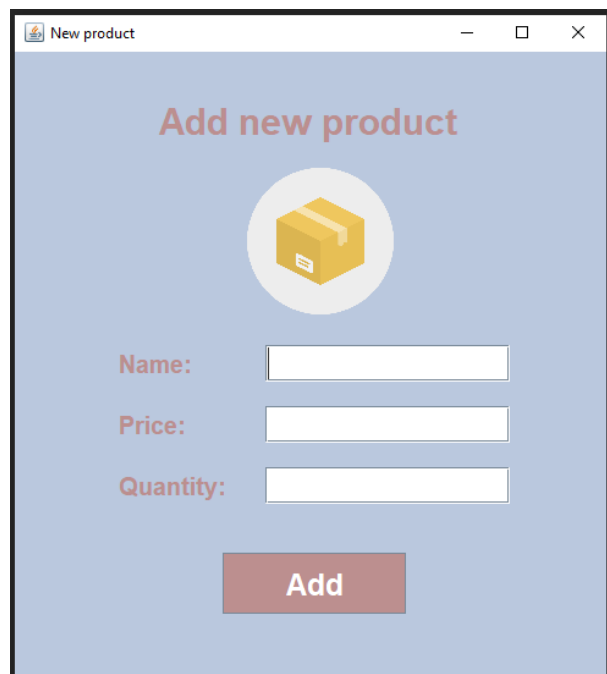 New product
Add new product
Name:
Price:
Quantity:
Add